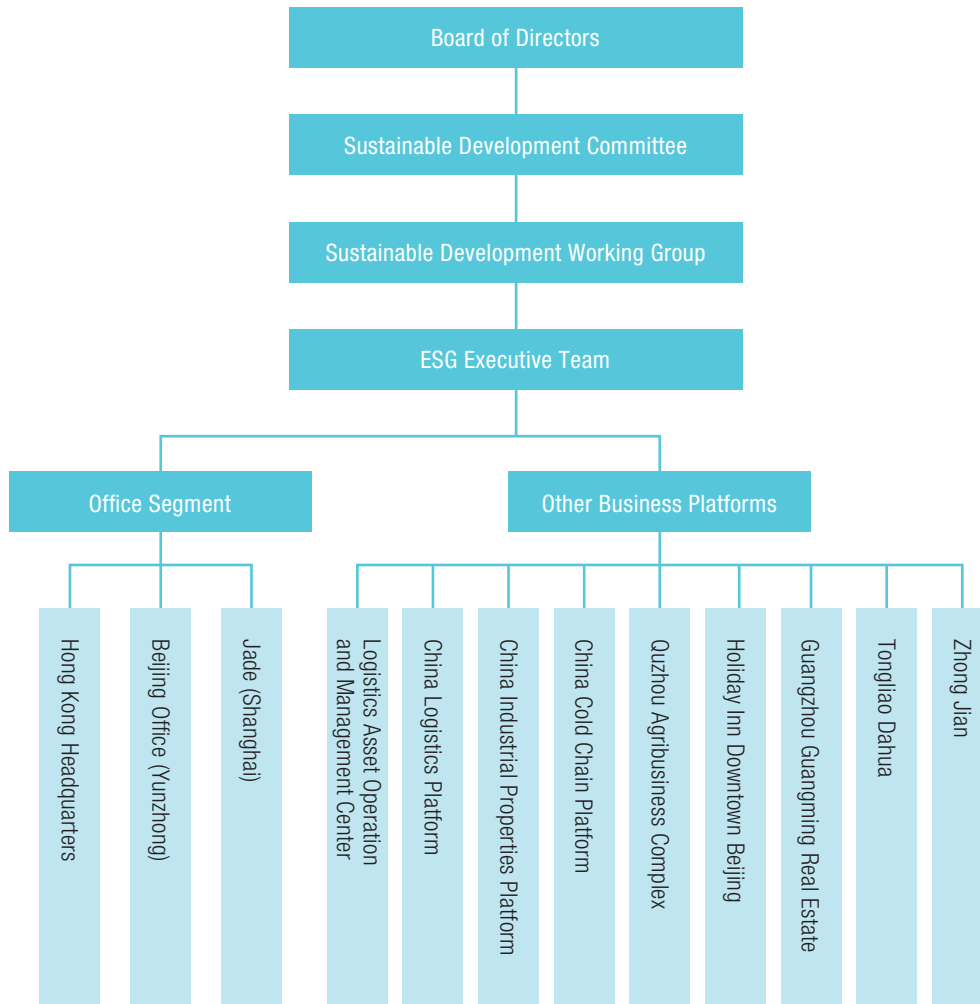 Board of Directors
Sustainable Development Committee
Sustainable Development Working Group
ESG Executive Team
Office Segment
Other Business Platforms
Hong Kong Headquarters
Beijing Office (Yunzhong)
Jade (Shanghai)
Logistics Asset Operation
and Management Center
China Logistics Platform
China Industrial Properties Platform
China Cold Chain Platform
Quzhou Agribusiness Complex
Holiday Inn Downtown Beijing
Guangzhou Guangming Real Estate
Tongliao Dahua
Zhong Jian